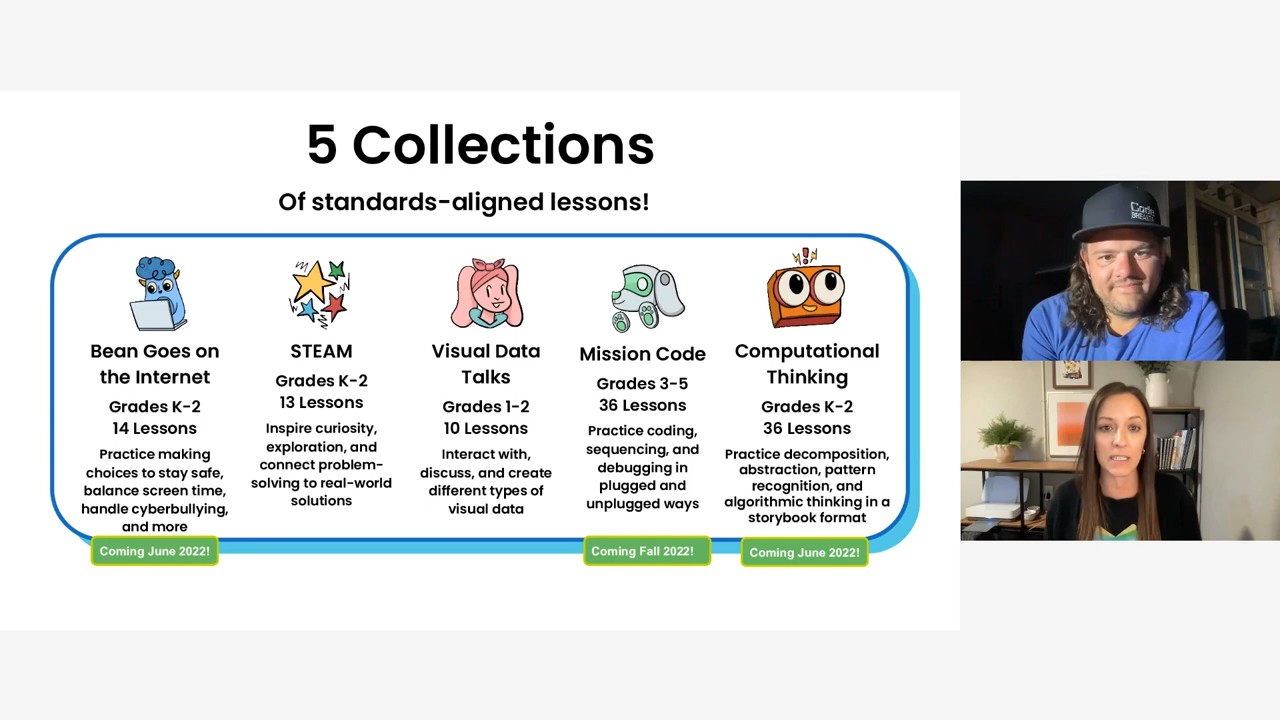 5 Collections
Of standards-aligned lessons!
Bean Goes on
the Internet
Grades K-2
14 Lessons
Practice making
choices to stay safe,
balance screen time,
handle cyberbullying,
and more
Coming June 2022!
STEAM
Grades K-2
13 Lessons
Inspire curiosity,
exploration, and
connect problem-
solving to real-world
solutions
Visual Data
Talks
Grades 1-2
10 Lessons
Interact with,
discuss, and create
different types of
visual data
Mission Code
Grades 3-5
36 Lessons
Practice coding,
sequencing, and
debugging in
plugged and
unplugged ways
Coming Fall 2022!
Computational
Thinking
Grades K-2
36 Lessons
Practice decomposition,
abstraction, pattern
recognition, and
algorithmic thinking in a
storybook format
Coming June 2022!
Code